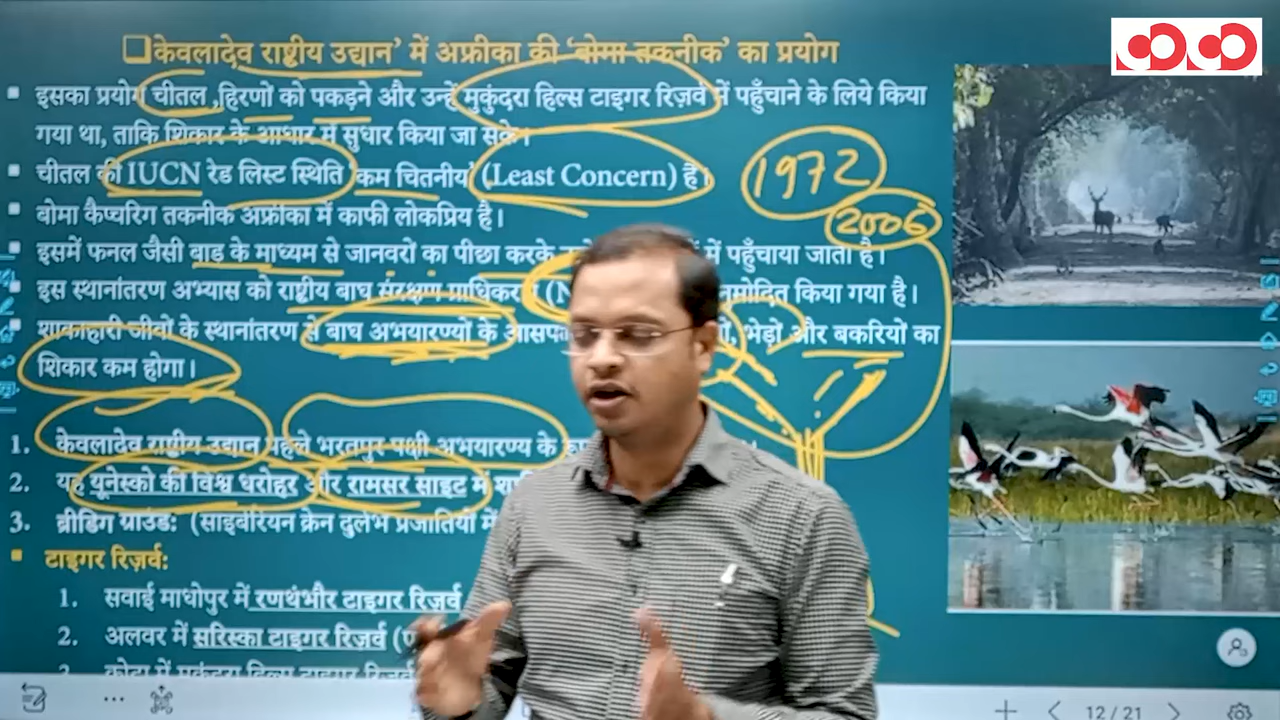 केवलादेव राष्ट्रीय उद्यान' में अफ्रीका की 'बोमा तकनीक' का प्रयोग
इसका प्रयोग चीतल ,हिरणों को पकड़ने और उन्हें मुकुंदरा हिल्स टाइगर रिज़र्व में पहुँचाने के लिये किया
गया था, ताकि शिकार के आधार में सुधार किया जा सके।
चीतल की IUCN रेड लिस्ट स्थिति कम चिंतनीय (Least Concern) है।
1972
2006
बोमा कैप्चरिंग तकनीक अफ्रीका में काफी लोकप्रिय है।
इसमें फनल जैसी बाड़ के माध्यम से जानवरों का पीछा करके में पहुँचाया जाता है।
इस स्थानांतरण अभ्यास को राष्ट्रीय बाघ संरक्षण प्राधिकरण किया गया है।
शाकाहारी जीवों के स्थानांतरण से बाघ अभयारण्यों के भेड़ों और बकरियों का
शिकार कम होगा।
1. केवलादेव राष्ट्रीय उद्यान पहले भरतपुर पक्षी अभयारण्य के
2. यह यूनेस्को की विश्व धरोहर और रामसर साइट में
3. ब्रीडिंग ग्राउंड: (साइबेरियन क्रेन दुर्लभ प्रजातियों में
टाइगर रिज़र्व:
1. सवाई माधोपुर में रणथंभौर टाइगर रिज़र्व
2. अलवर में सरिस्का टाइगर रिज़र्व
3. कोटा में मुकुंदरा हिल्स टाइगर रिज़र्व
12/21